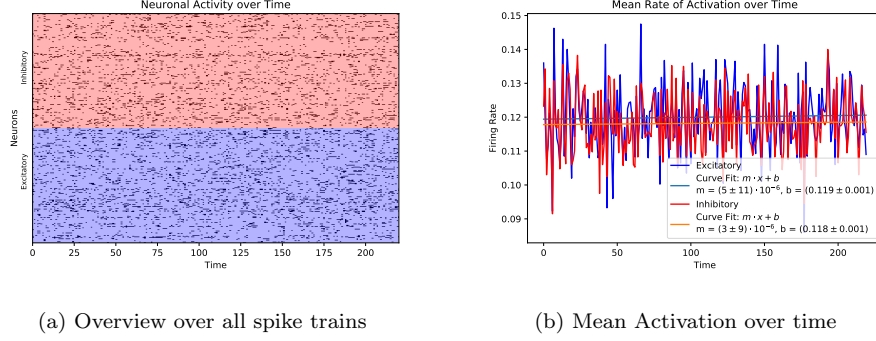 Neuronal Activity over Time
Neurons
Inhibitory
Excitatory
0 25 50 75 100 125 150 175 200
Time
Mean Rate of Activation over Time
Firing Rate
0.15
0.14
0.13
0.12
0.11
0.10
0.09
Excitatory
Curve Fit: m · x + b
m = (5 ± 11) · 10⁻⁶, b = (0.119 ± 0.001)
Inhibitory
Curve Fit: m · x + b
m = (3 ± 9) · 10⁻⁶, b = (0.118 ± 0.001)
0 50 100 150 200
Time
(a) Overview over all spike trains
(b) Mean Activation over time